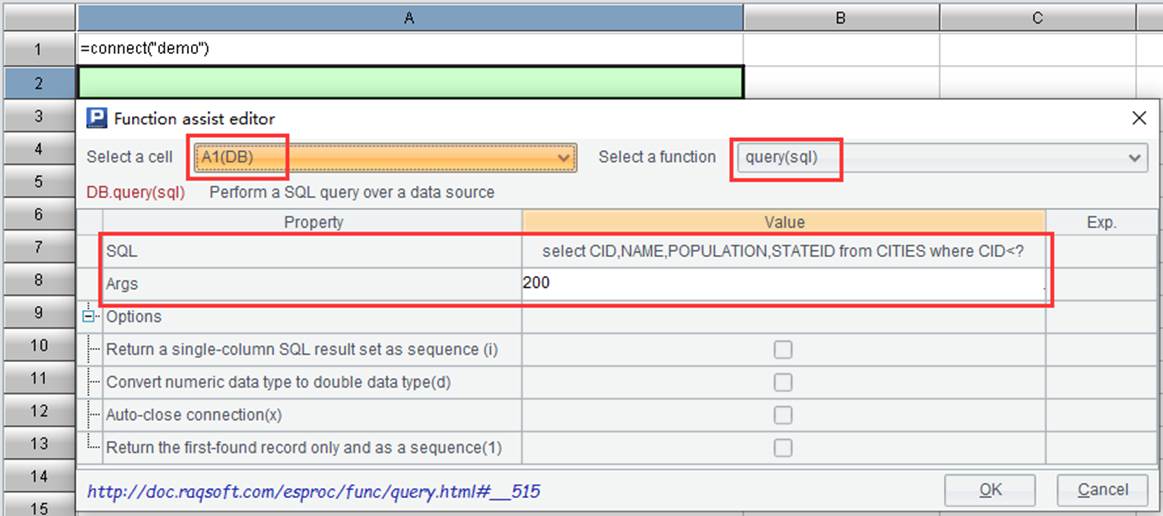 A B C
1 =connect("demo")
2
3 Function assist editor
4 Select a cell A1(DB) Select a function query(sql)
5 DB.query(sql) Perform a SQL query over a data source
6 Property Value Exp.
7 SQL select CID,NAME,POPULATION,STATEID from CITIES where CID<?
8 Args 200
9 Options
10 Return a single-column SQL result set as sequence (i)
11 Convert numeric data type to double data type(d)
12 Auto-close connection(x)
13 Return the first-found record only and as a sequence(1)
14 http://doc.raqsoft.com/esproc/func/query.html#__515 OK Cancel
15